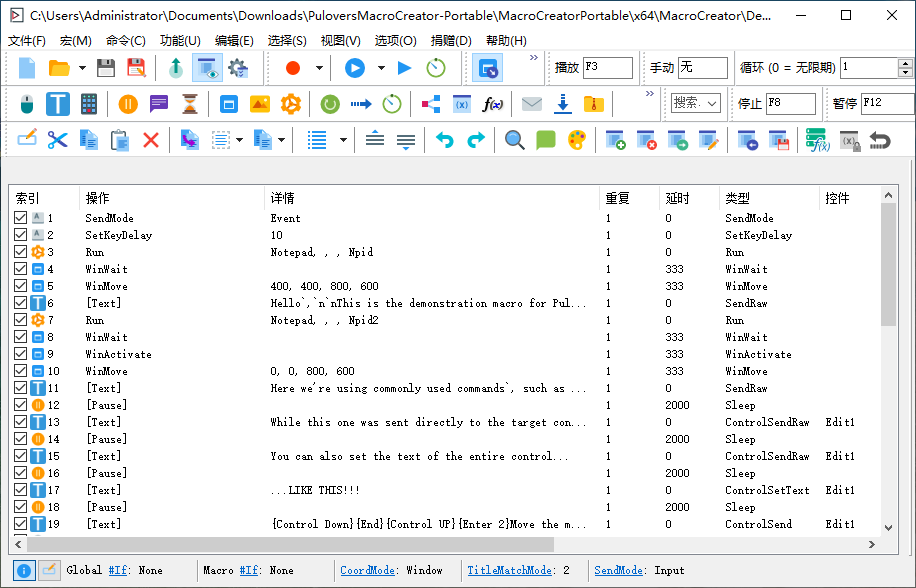 C:\Users\Administrator\Documents\Downloads\PuloversMacroCreator-Portable\MacroCreatorPortable\x64\MacroCreator\De...
文件(F) 宏(M) 命令(C) 功能(U) 编辑(E) 选择(S) 视图(V) 选项(O) 捐赠(D) 帮助(H)
播放 F3 手动 无 循环 (0 = 无限期) 1
T (x) f(x) 搜索. 停止 F8 暂停 F12
f(x) (x)
索引 操作 详情 重复 延时 类型 控件
A 1 SendMode Event 1 0 SendMode
A 2 SetKeyDelay 10 1 0 SetKeyDelay
3 Run Notepad, , , Npid 1 0 Run
4 WinWait 1 333 WinWait
5 WinMove 400, 400, 800, 600 1 333 WinMove
T 6 [Text] Hello`,`n`nThis is the demonstration macro for Pul... 1 0 SendRaw
7 Run Notepad, , , Npid2 1 0 Run
8 WinWait 1 333 WinWait
9 WinActivate 1 333 WinActivate
10 WinMove 0, 0, 800, 600 1 333 WinMove
T 11 [Text] Here we're using commonly used commands`, such as ... 1 0 SendRaw
12 [Pause] 1 2000 Sleep
T 13 [Text] While this one was sent directly to the target con... 1 0 ControlSendRaw Edit1
14 [Pause] 1 2000 Sleep
T 15 [Text] You can also set the text of the entire control... 1 0 ControlSendRaw Edit1
16 [Pause] 1 2000 Sleep
T 17 [Text] ...LIKE THIS!!! 1 0 ControlSetText Edit1
18 [Pause] 1 2000 Sleep
T 19 [Text] {Control Down}{End}{Control UP}{Enter 2}Move the m... 1 0 ControlSend Edit1
Global #If: None Macro #If: None CoordMode: Window TitleMatchMode: 2 SendMode: Input